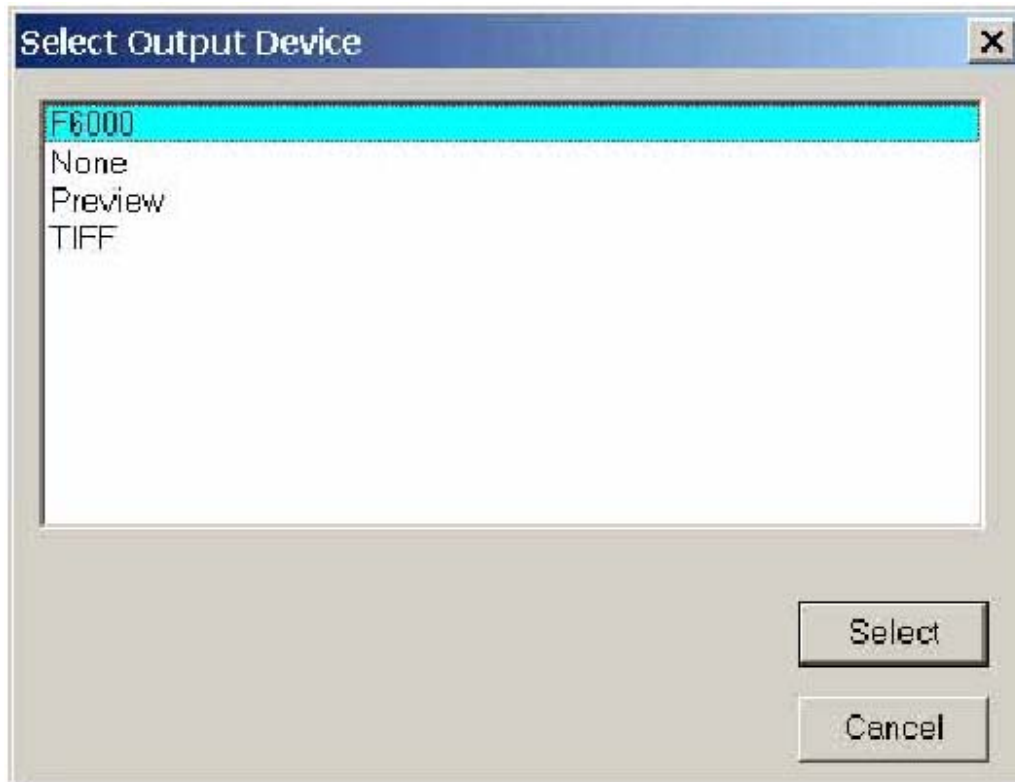 Select Output Device
F6000
None
Preview
TIFF
Select
Cancel